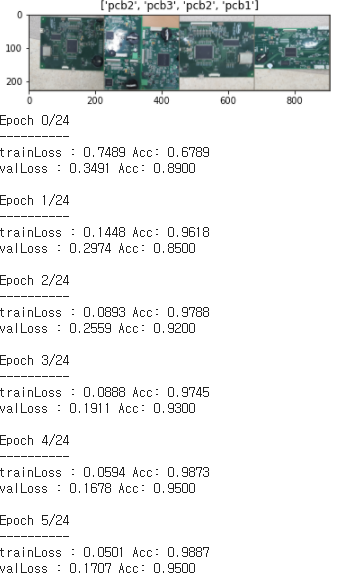 ['pcb2', 'pcb3', 'pcb2', 'pcb1']
0
100
200
0 200 400 600 800
Epoch 0/24
----------
trainLoss : 0.7489 Acc: 0.6789
valLoss : 0.3491 Acc: 0.8900
Epoch 1/24
----------
trainLoss : 0.1448 Acc: 0.9618
valLoss : 0.2974 Acc: 0.8500
Epoch 2/24
----------
trainLoss : 0.0893 Acc: 0.9788
valLoss : 0.2559 Acc: 0.9200
Epoch 3/24
----------
trainLoss : 0.0888 Acc: 0.9745
valLoss : 0.1911 Acc: 0.9300
Epoch 4/24
----------
trainLoss : 0.0594 Acc: 0.9873
valLoss : 0.1678 Acc: 0.9500
Epoch 5/24
----------
trainLoss : 0.0501 Acc: 0.9887
valLoss : 0.1707 Acc: 0.9500